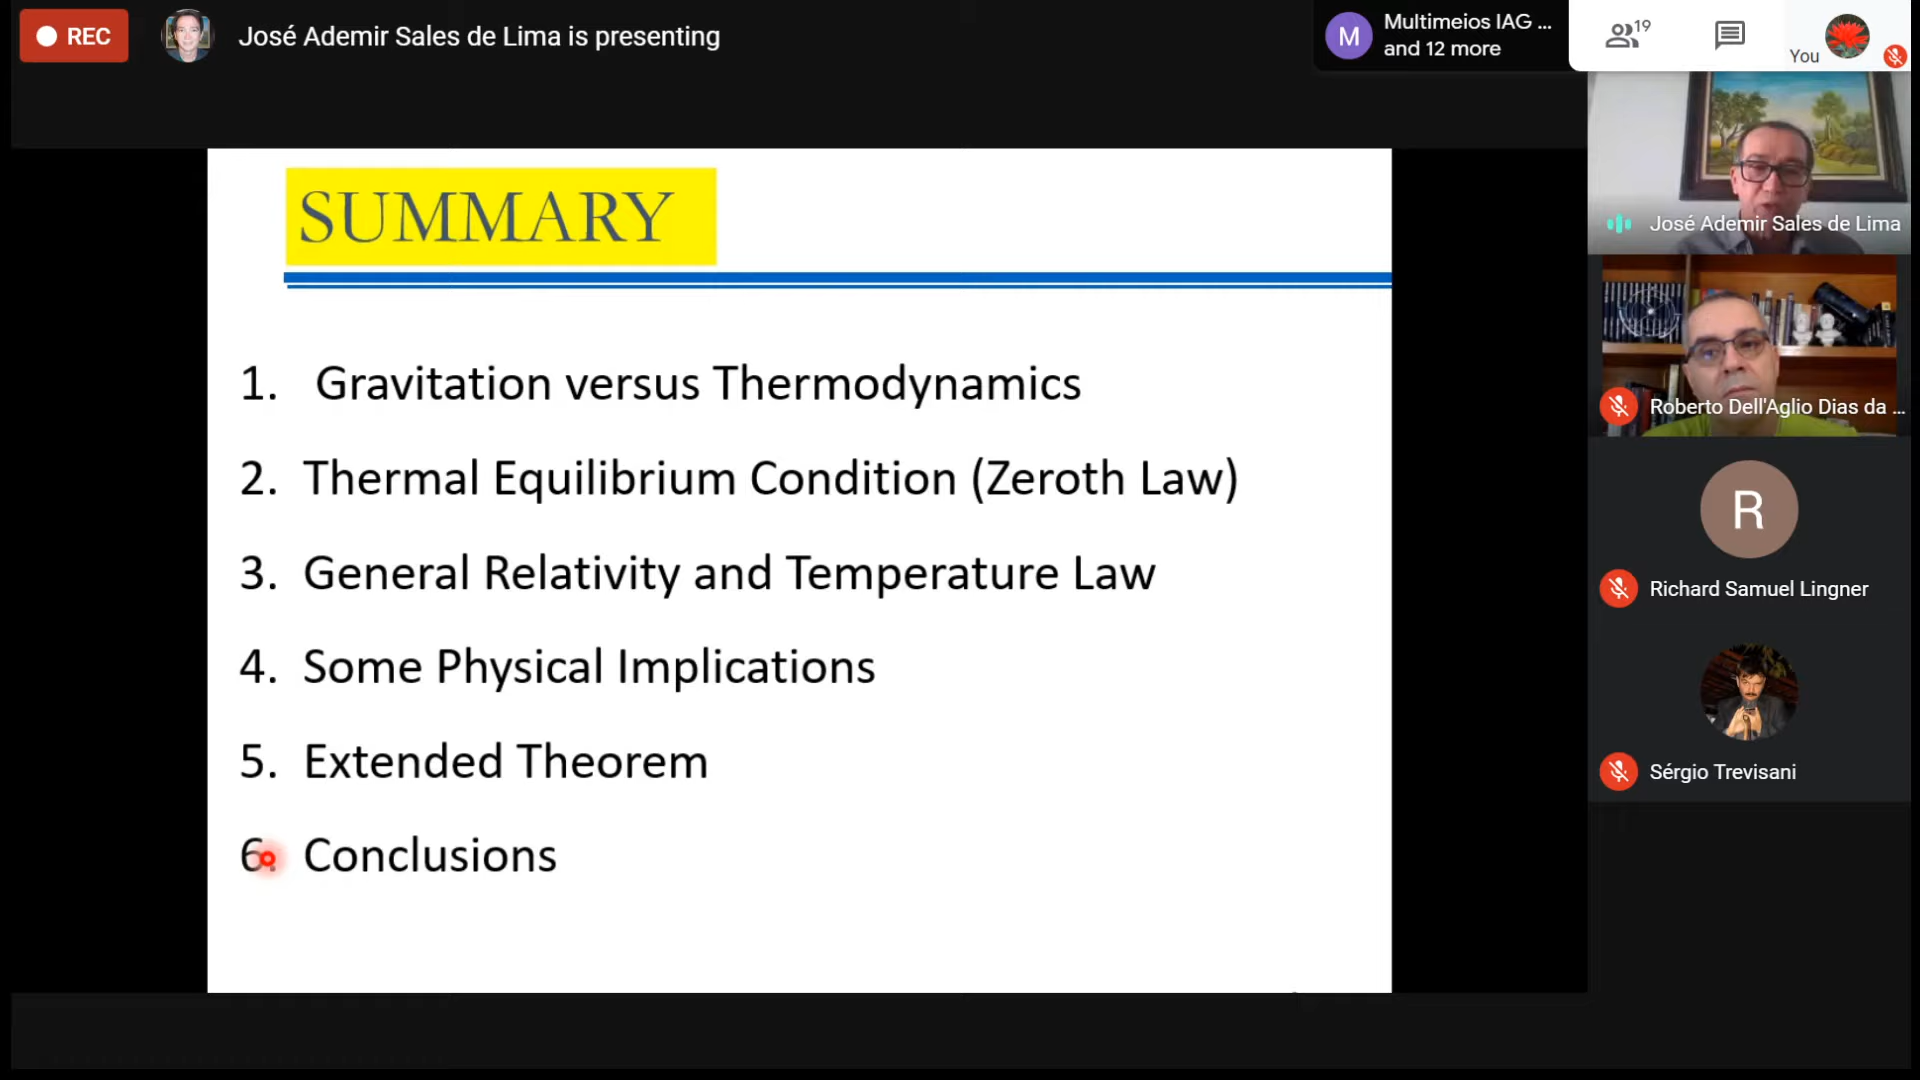 REC
José Ademir Sales de Lima is presenting
M
Multimeios IAG ...
and 12 more
19
You
SUMMARY
1. Gravitation versus Thermodynamics
2. Thermal Equilibrium Condition (Zeroth Law)
3. General Relativity and Temperature Law
4. Some Physical Implications
5. Extended Theorem
6. Conclusions
José Ademir Sales de Lima
Roberto Dell'Aglio Dias da ...
R
Richard Samuel Lingner
Sérgio Trevisani